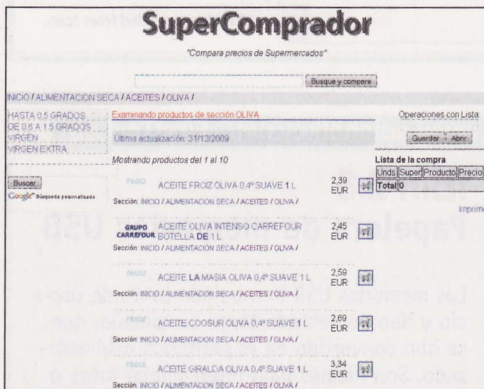 SuperComprador
"Compara precios de Supermercados"
Busque y compare
INICIO / ALIMENTACION SECA / ACEITES / OLIVA /
HASTA 0,5 GRADOS
DE 0,6 A 1,5 GRADOS
VIRGEN
VIRGEN EXTRA
Buscar
Google™ Búsqueda personalizada
Examinando productos de sección OLIVA
Última actualización: 31/12/2009
Mostrando productos del 1 al 10
FROIZ
ACEITE FROIZ OLIVA 0,4º SUAVE 1 L
2,39
EUR
Sección: INICIO / ALIMENTACION SECA / ACEITES / OLIVA /
GRUPO CARREFOUR
ACEITE OLIVA INTENSO CARREFOUR BOTELLA DE 1 L
2,45
EUR
Sección: INICIO / ALIMENTACION SECA / ACEITES / OLIVA /
FROIZ
ACEITE LA MASIA OLIVA 0,4º SUAVE 1 L
2,59
EUR
Sección: INICIO / ALIMENTACION SECA / ACEITES / OLIVA /
FROIZ
ACEITE COOSUR OLIVA 0,4º SUAVE 1 L
2,69
EUR
Sección: INICIO / ALIMENTACION SECA / ACEITES / OLIVA /
FROIZ
ACEITE GIRALDA OLIVA 0,4º SUAVE 1 L
3,34
EUR
Sección: INICIO / ALIMENTACION SECA / ACEITES / OLIVA /
Operaciones con Lista
Guardar Abrir
Lista de la compra
Unds Super Producto Precio
Total 0